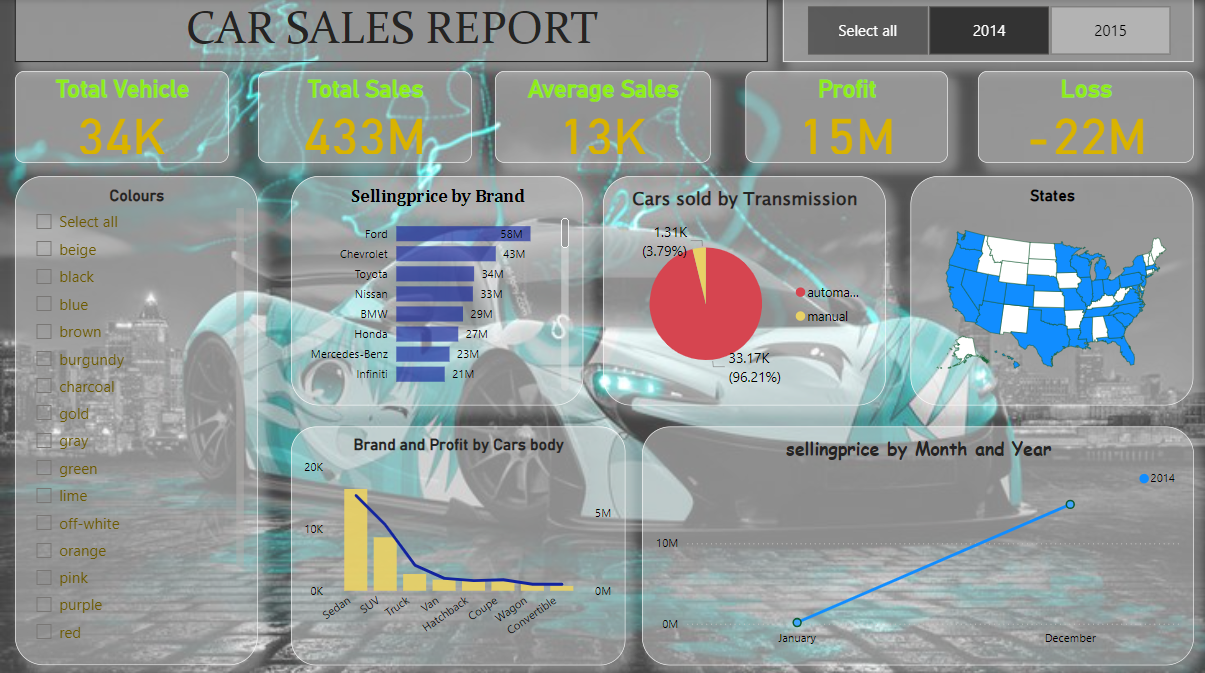 CAR SALES REPORT
Select all
2014
2015
Total Vehicle
34K
Total Sales
433M
Average Sales
13K
Profit
15M
Loss
-22M
Colours
Select all
beige
black
blue
brown
burgundy
charcoal
gold
gray
green
lime
off-white
orange
pink
purple
red
Sellingprice by Brand
Ford 58M
Chevrolet 43M
Toyota 34M
Nissan 33M
BMW 29M
Honda 27M
Mercedes-Benz 23M
Infiniti 21M
Cars sold by Transmission
1.31K
(3.79%)
automa...
manual
33.17K
(96.21%)
States
Brand and Profit by Cars body
20K
10K
0K
5M
0M
Sedan
SUV
Truck
Van
Hatchback
Coupe
Wagon
Convertible
sellingprice by Month and Year
2014
10M
0M
January
December